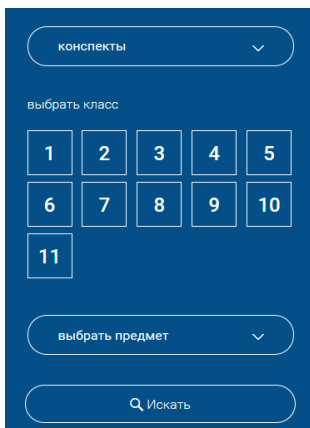 конспекты
выбрать класс
1 2 3 4 5
6 7 8 9 10
11
выбрать предмет
Искать